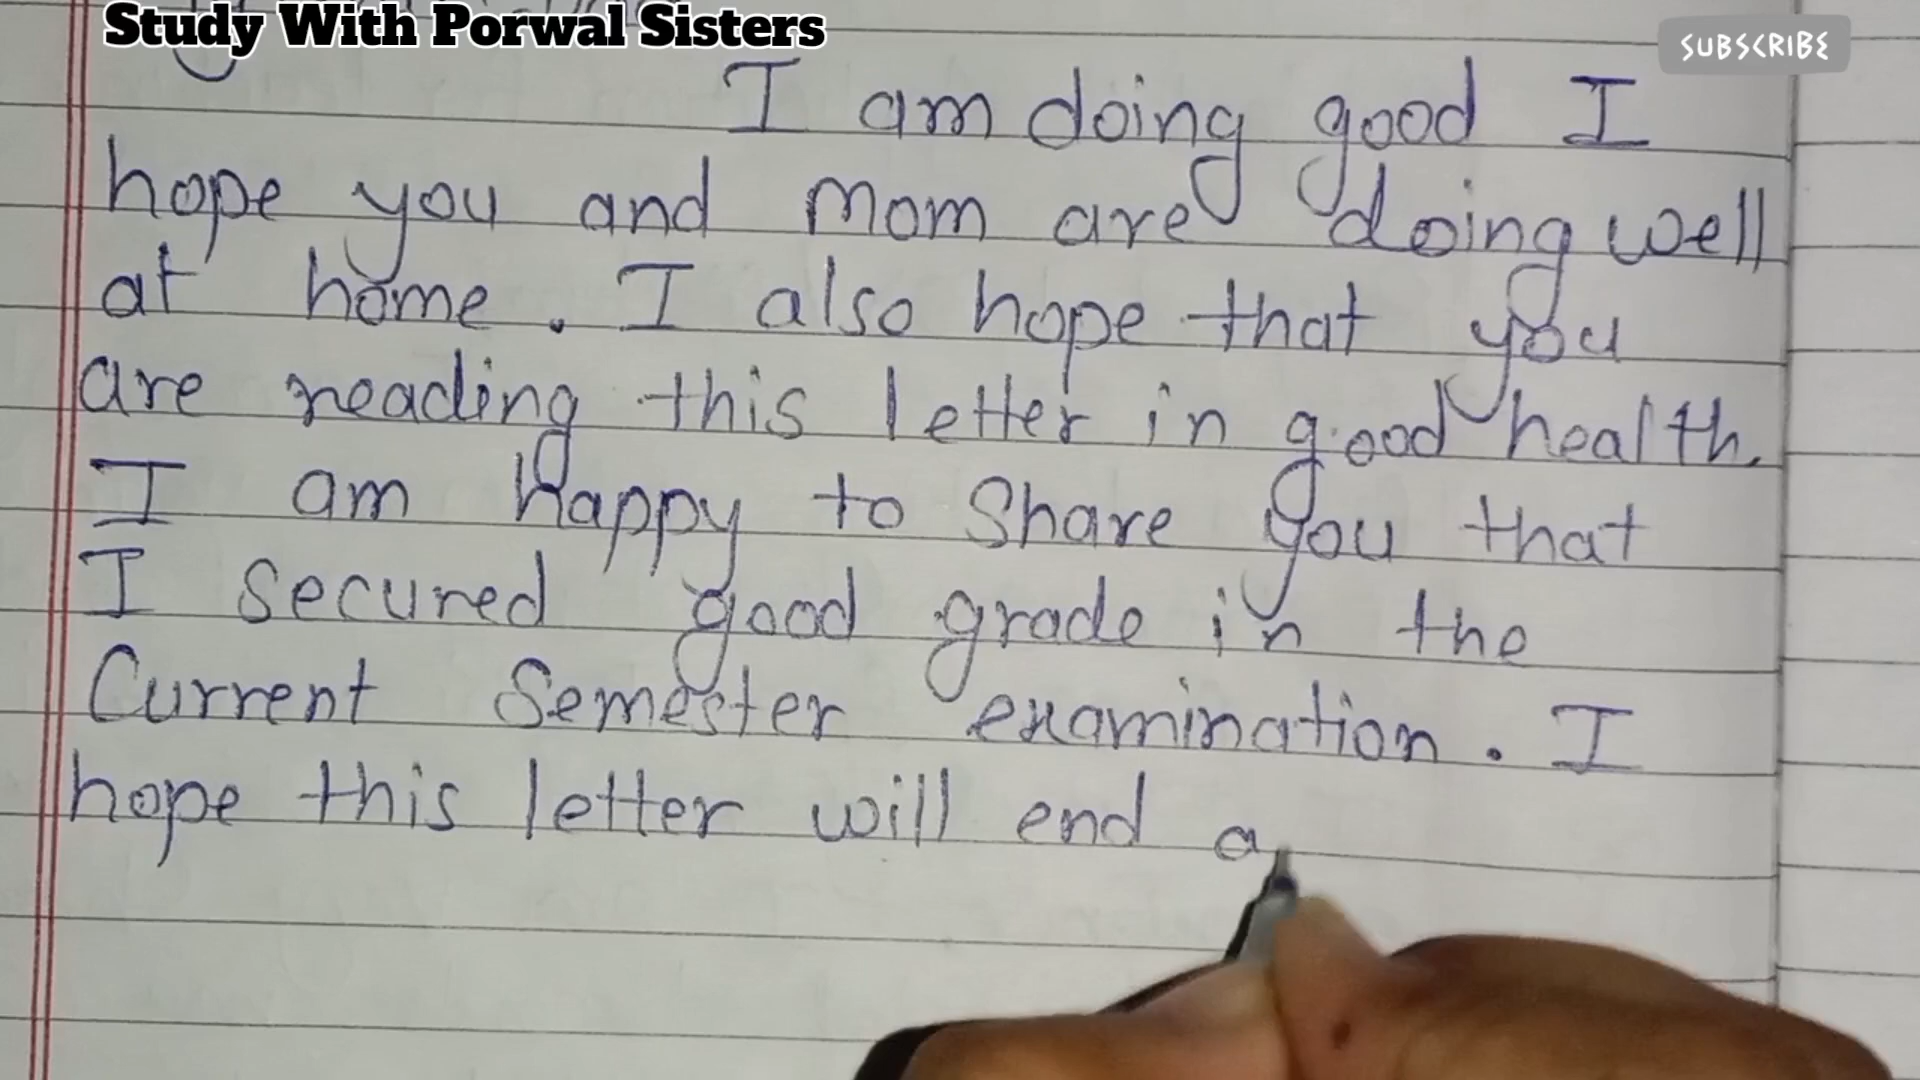 Study With Porwal Sisters
SUBSCRIBE
I am doing good I
hope you and mom are doing well
at home. I also hope that you
are reading this letter in good health.
I am happy to Share you that
I secured good grade in the
Current Semester examination. I
hope this letter will end a